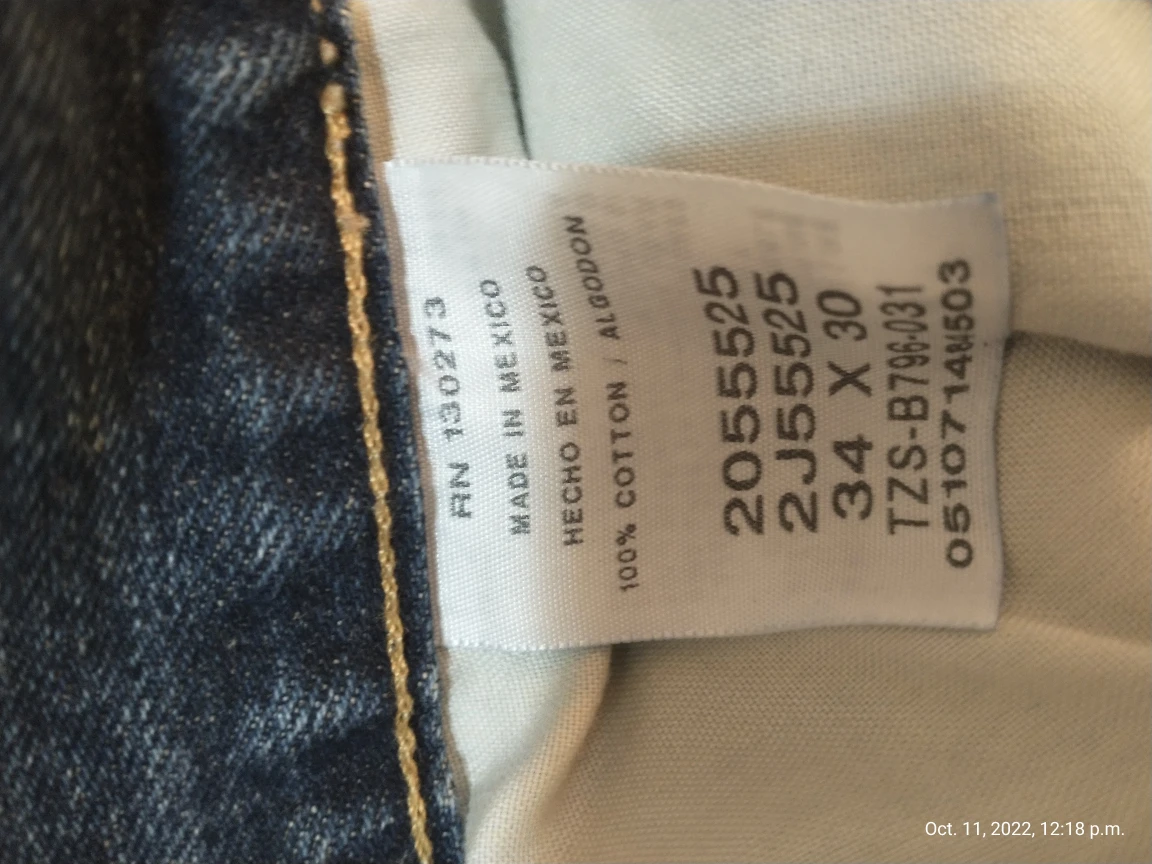 RN 130273
MADE IN MEXICO
HECHO EN MEXICO
100% COTTON / ALGODON
2055525
2J55525
34 X 30
TZS-B796-031
0510714N503
Oct. 11, 2022, 12:18 p.m.